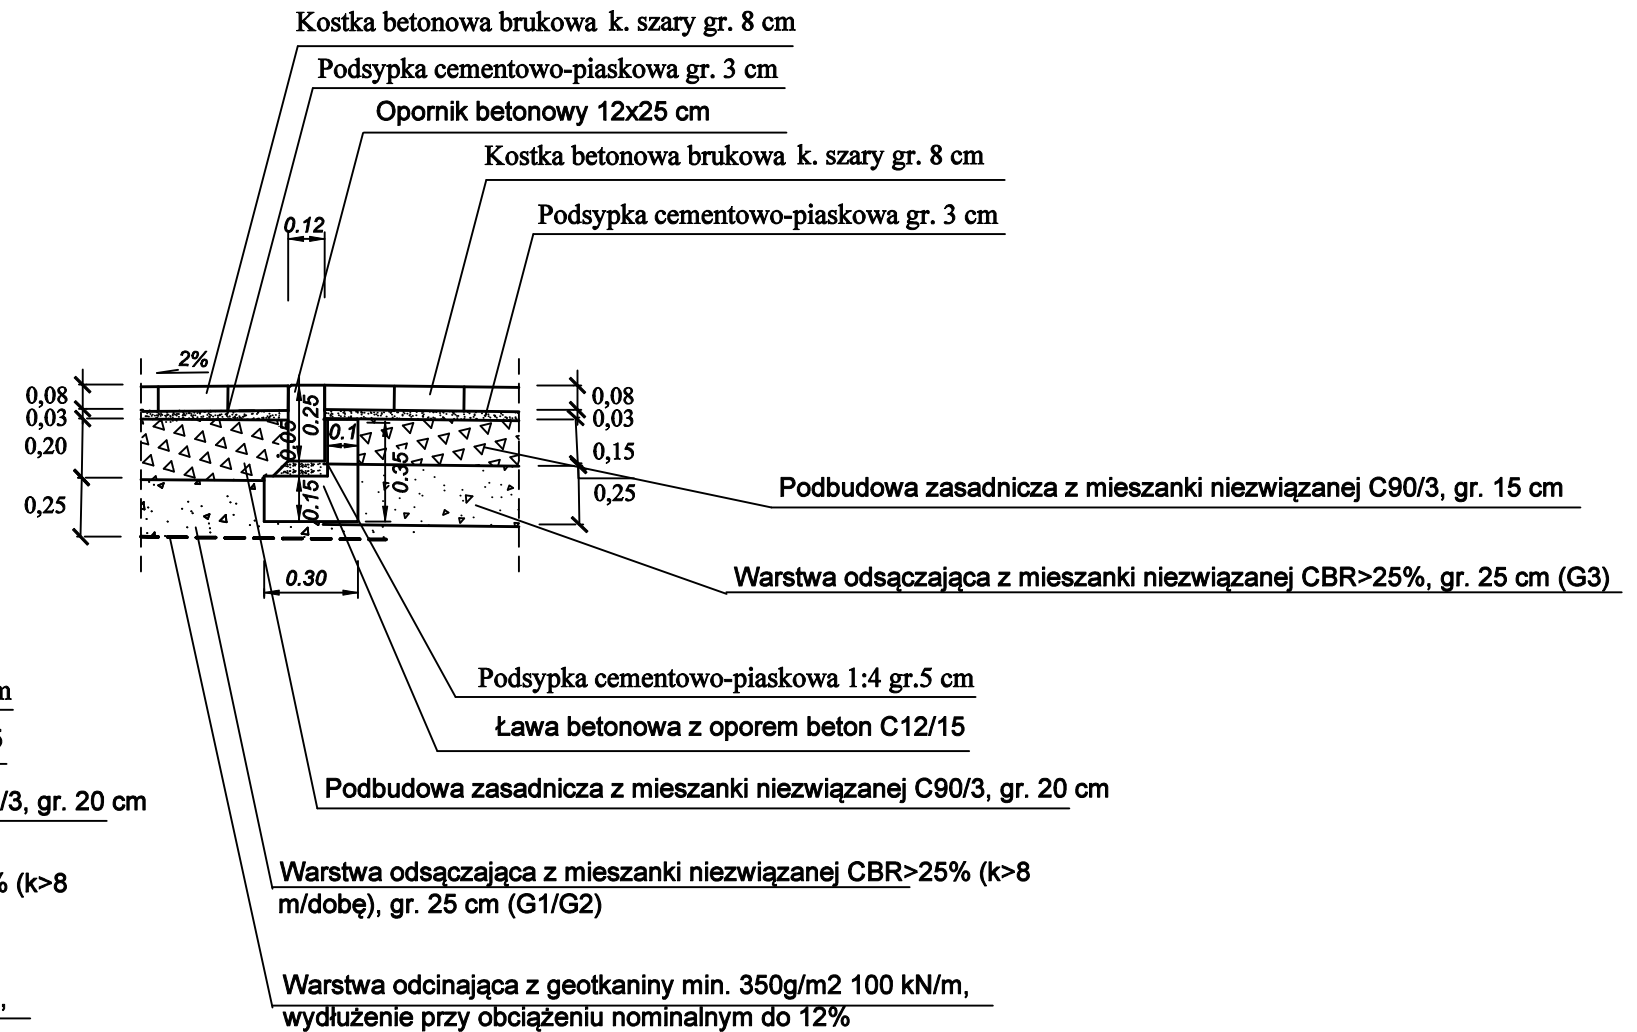 Kostka betonowa brukowa k. szary gr. 8 cm
Podsypka cementowo-piaskowa gr. 3 cm
Opornik betonowy 12x25 cm
Kostka betonowa brukowa k. szary gr. 8 cm
Podsypka cementowo-piaskowa gr. 3 cm
0.12
2%
0,08
0,03
0,20
0,25
0.05
0.25
0.1
0.35
0.15
0.30
0,08
0,03
0,15
0,25
Podbudowa zasadnicza z mieszanki niezwiązanej C90/3, gr. 15 cm
Warstwa odsączająca z mieszanki niezwiązanej CBR>25%, gr. 25 cm (G3)
Podsypka cementowo-piaskowa 1:4 gr.5 cm
Ława betonowa z oporem beton C12/15
Podbudowa zasadnicza z mieszanki niezwiązanej C90/3, gr. 20 cm
Warstwa odsączająca z mieszanki niezwiązanej CBR>25% (k>8
m/dobę), gr. 25 cm (G1/G2)
Warstwa odcinająca z geotkaniny min. 350g/m2 100 kN/m,
wydłużenie przy obciążeniu nominalnym do 12%
m
/3, gr. 20 cm
% (k>8
,